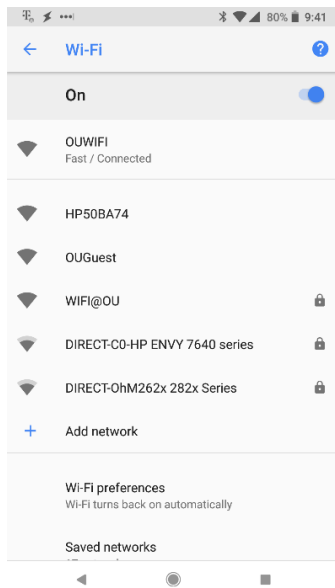 80% 9:41
Wi-Fi
On
OUWIFI
Fast / Connected
HP50BA74
OUGuest
WIFI@OU
DIRECT-C0-HP ENVY 7640 series
DIRECT-OhM262x 282x Series
Add network
Wi-Fi preferences
Wi-Fi turns back on automatically
Saved networks